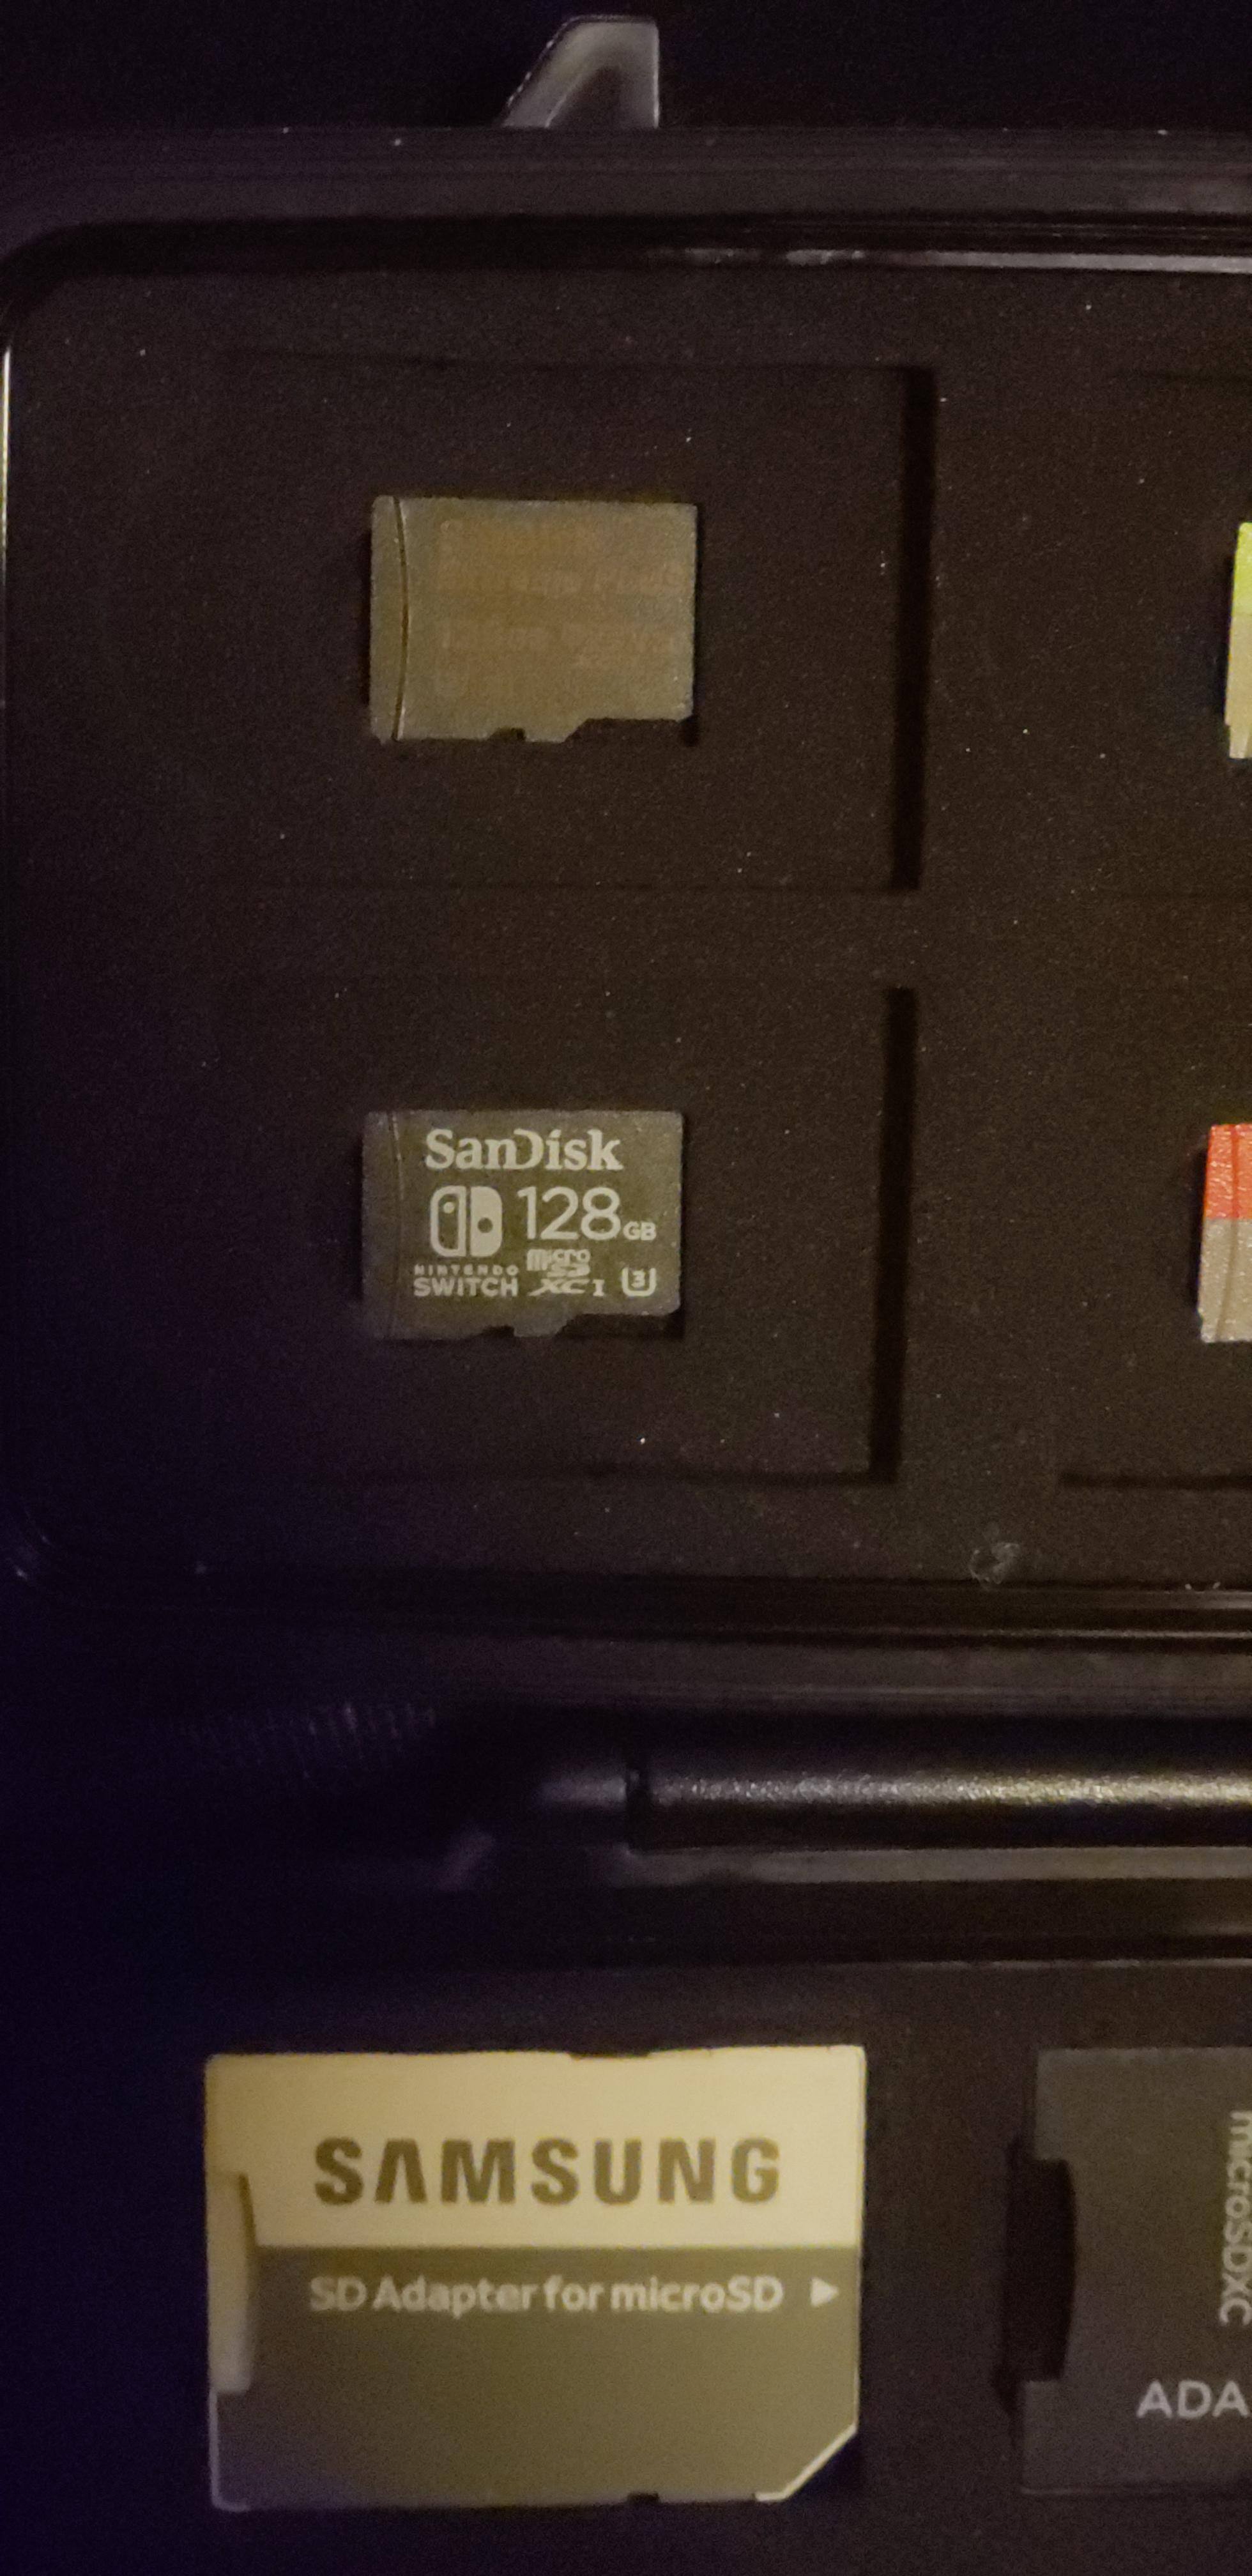 SanDisk
128GB
NINTENDO
SWITCH
micro
SD
XC I
3
SAMSUNG
SD Adapter for microSD
microSDXC
ADA